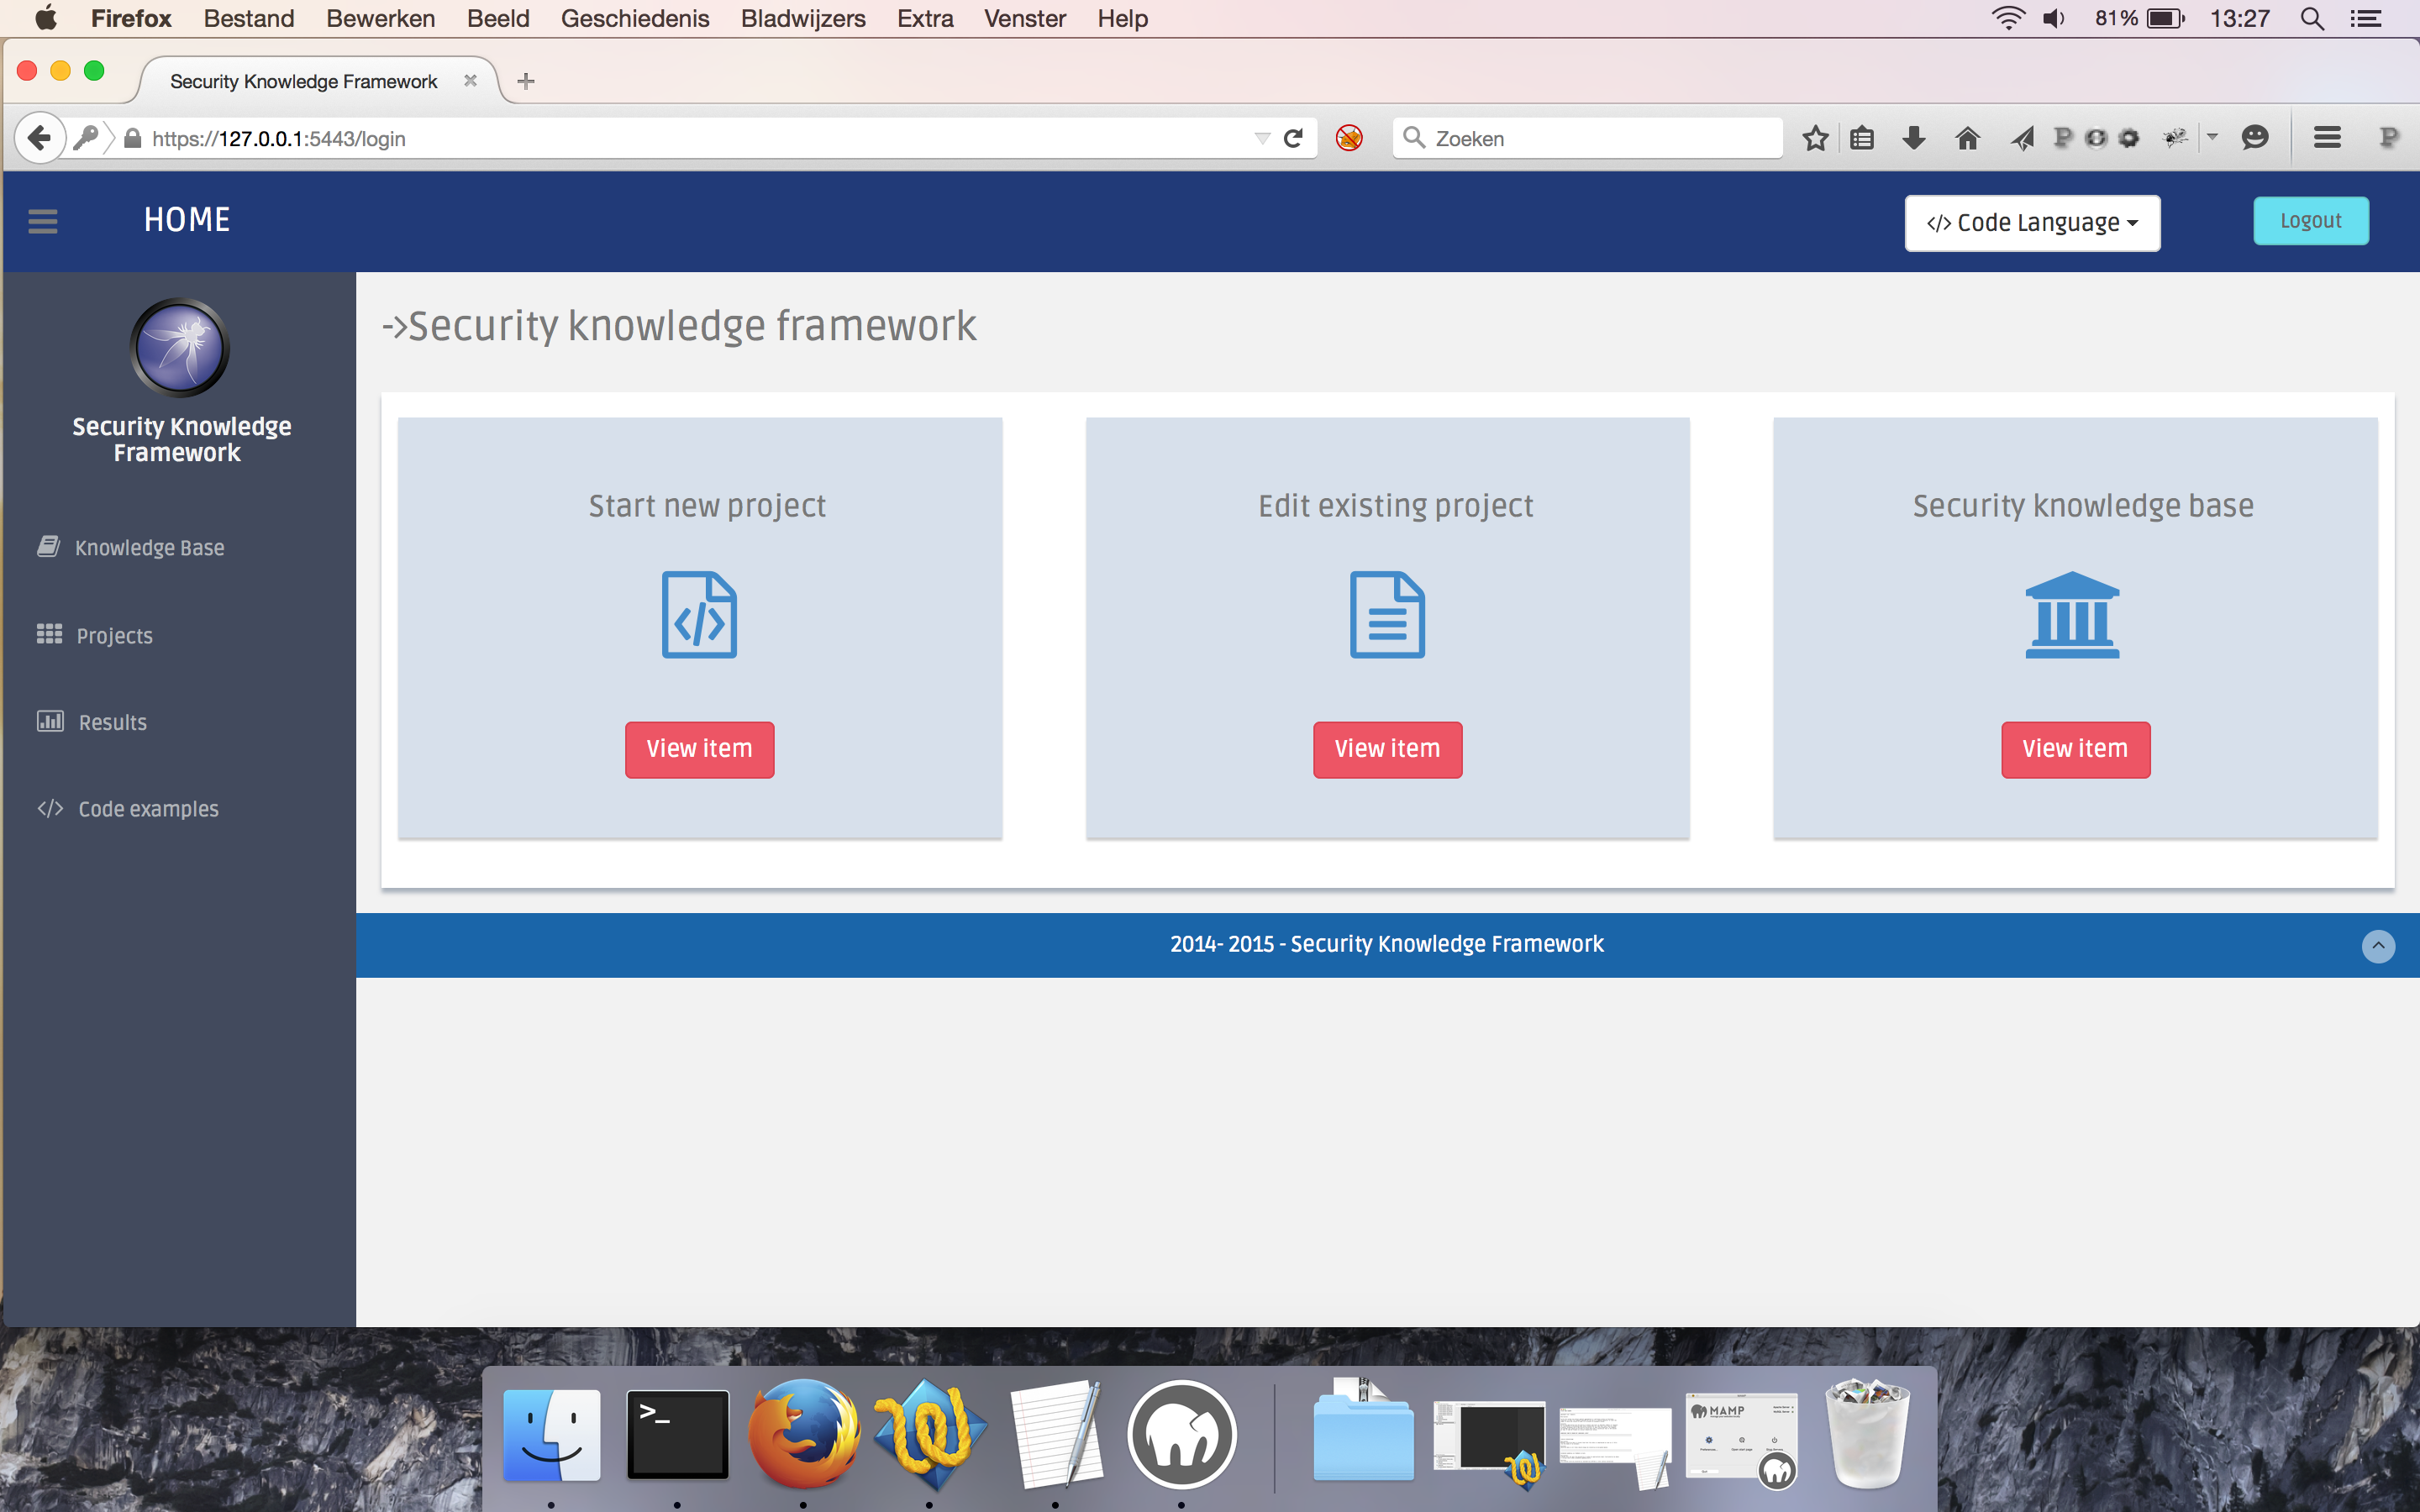 Firefox Bestand Bewerken Beeld Geschiedenis Bladwijzers Extra Venster Help 81% 13:27
Security Knowledge Framework
https://127.0.0.1:5443/login Zoeken
HOME </> Code Language Logout
Security Knowledge
Framework
Knowledge Base
Projects
Results
</> Code examples
->Security knowledge framework
Start new project
View item
Edit existing project
View item
Security knowledge base
View item
2014- 2015 - Security Knowledge Framework
>_
MAMP